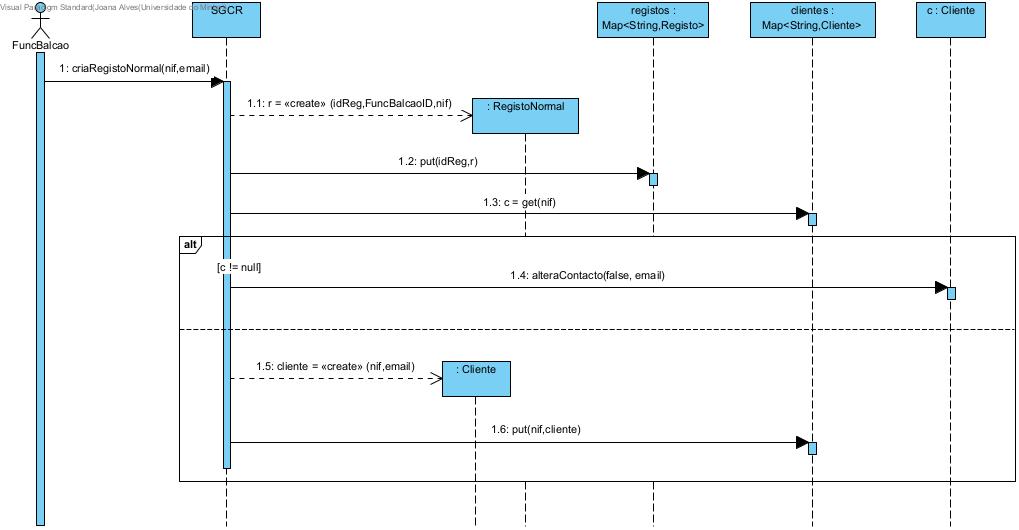 Visual Paradigm Standard(Joana Alves(Universidade do Minho
SGCR
registos :
Map<String,Registo>
clientes :
Map<String,Cliente>
c : Cliente
FuncBalcao
1: criaRegistoNormal(nif,email)
1.1: r = «create» (idReg,FuncBalcaoID,nif)
: RegistoNormal
1.2: put(idReg,r)
1.3: c = get(nif)
alt
[c != null]
1.4: alteraContacto(false, email)
1.5: cliente = «create» (nif,email)
: Cliente
1.6: put(nif,cliente)